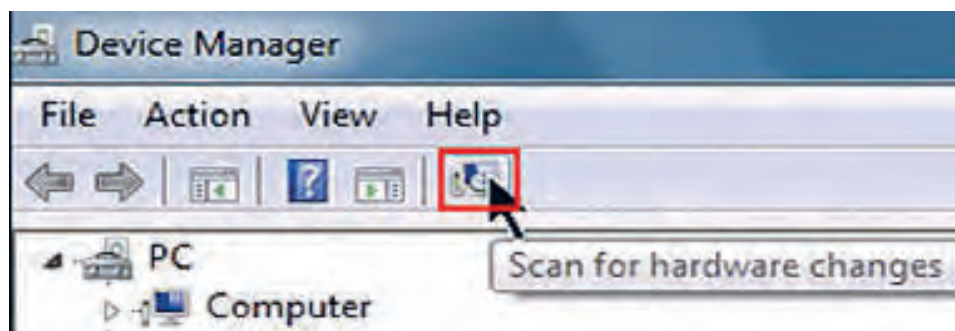 Device Manager
File Action View Help
?
PC
Scan for hardware changes
Computer